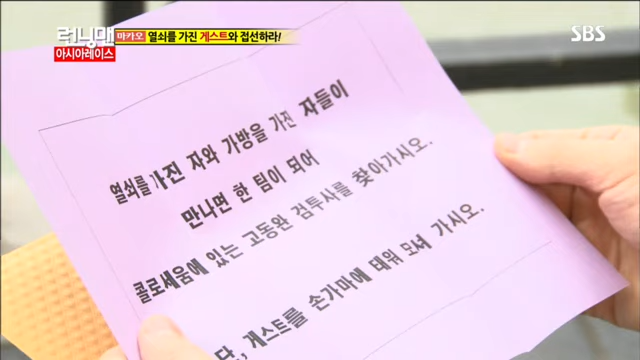 런닝맨
아시아레이스
마카오 열쇠를 가진 게스트와 접선하라!
SBS
열쇠를 가진 자와 가방을 가진 자들이
만나면 한 팀이 되어
콜로세움에 있는 고동완 검투사를 찾아가시오.
단, 게스트를 손가마에 태워 모셔 가시오.